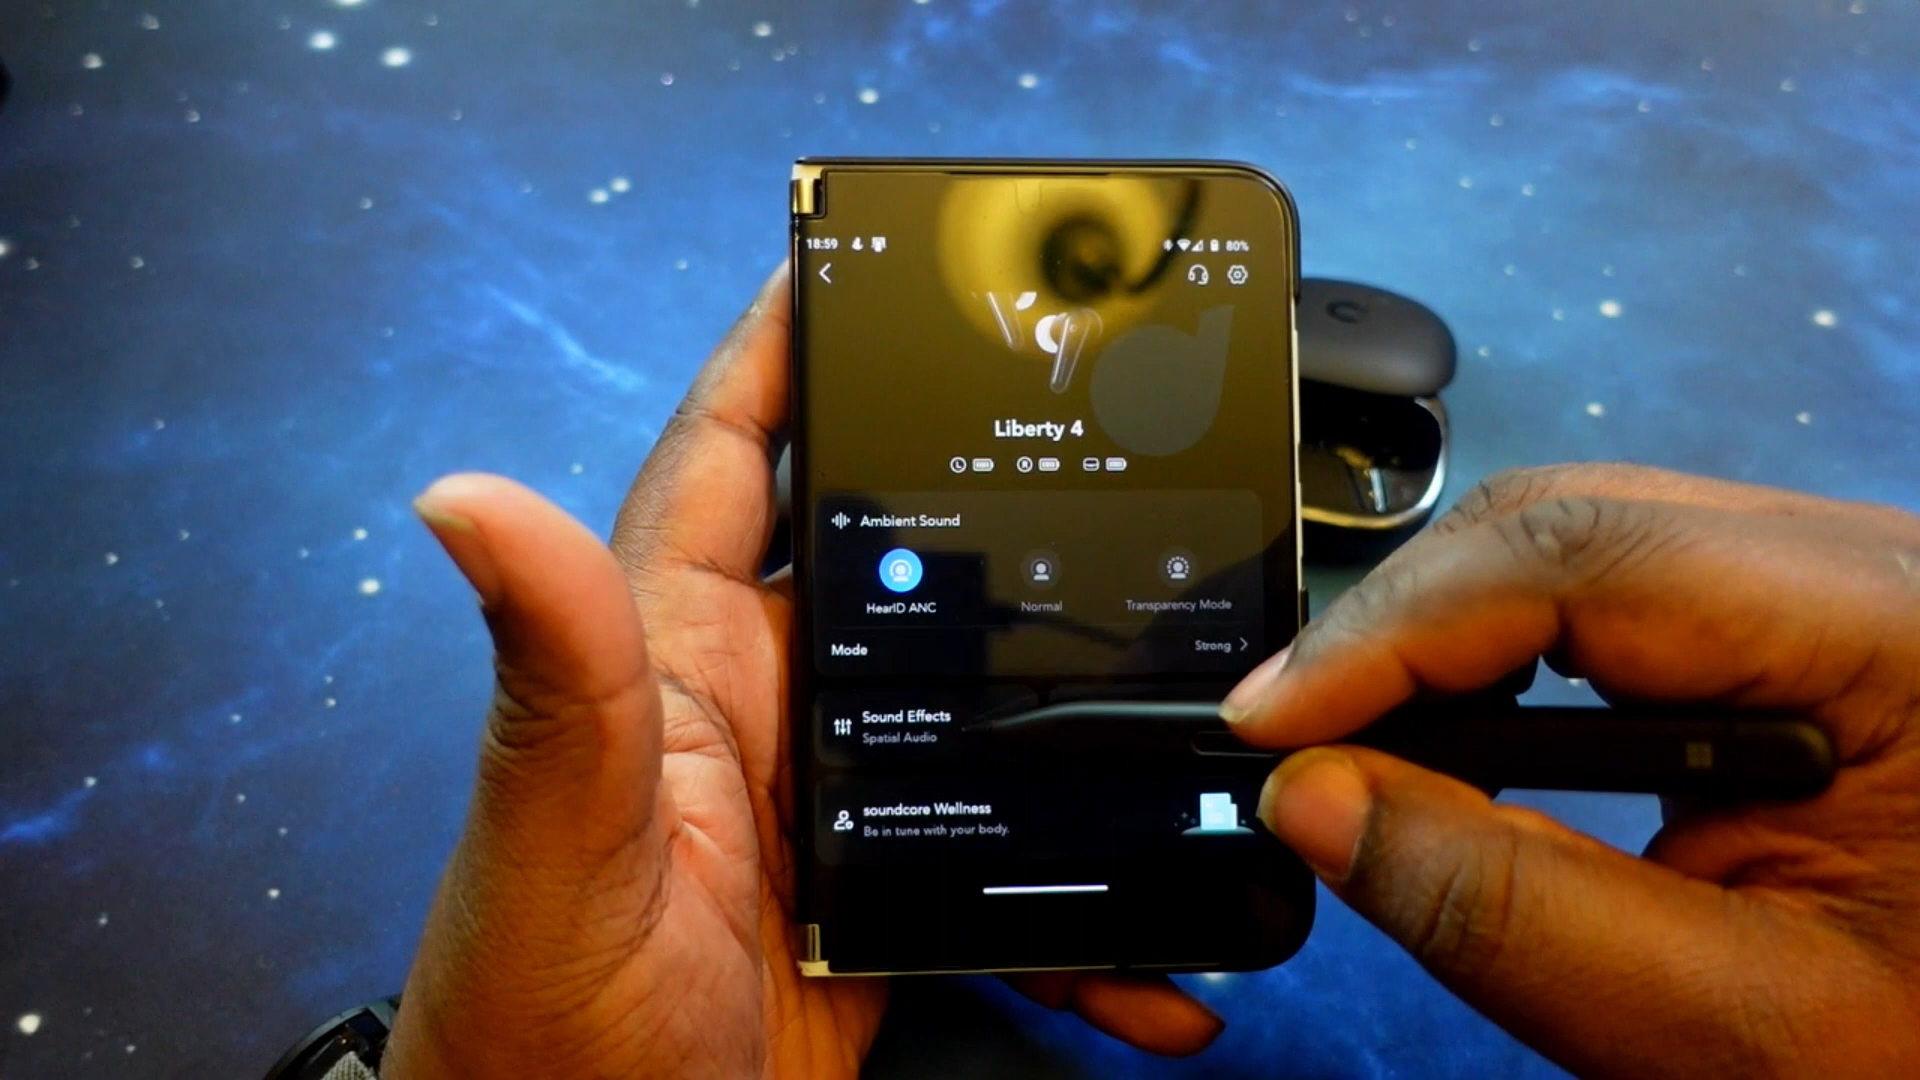 18:59
80%
Liberty 4
L R
Ambient Sound
HearID ANC
Normal
Transparency Mode
Mode
Strong
Sound Effects
Spatial Audio
soundcore Wellness
Be in tune with your body.